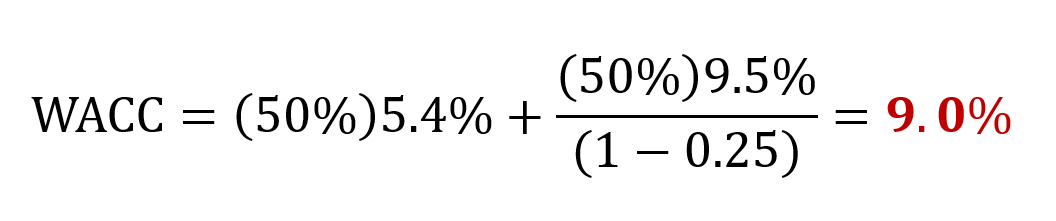 WACC = (50%)5.4% + (50%)9.5% / (1 − 0.25) = 9.0%